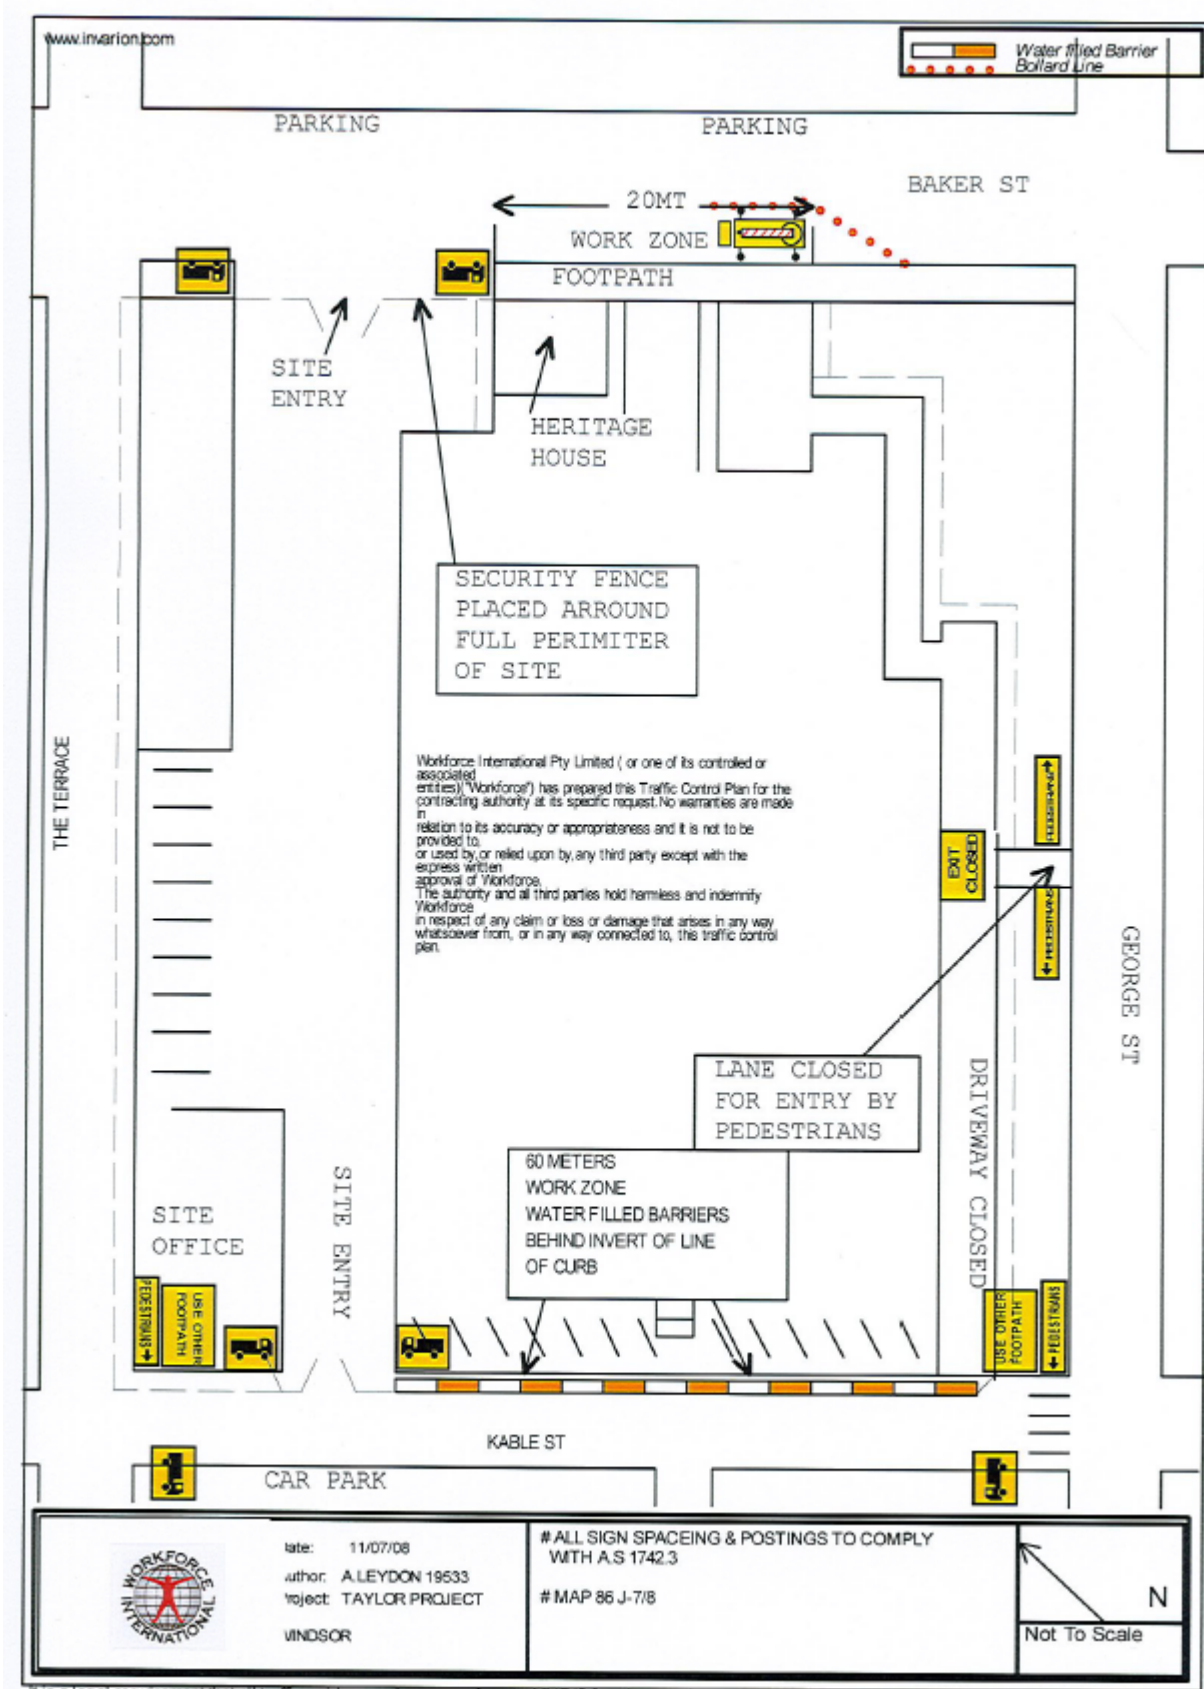 www.invarion.com
Water filled Barrier
Bollard Line
PARKING
PARKING
BAKER ST
20MT
WORK ZONE
FOOTPATH
SITE
ENTRY
HERITAGE
HOUSE
SECURITY FENCE
PLACED ARROUND
FULL PERIMITER
OF SITE
THE TERRACE
Workforce International Pty Limited ( or one of its controlled or
associated
entities)("Workforce") has prepared this Traffic Control Plan for the
contracting authority at its specific request. No warranties are made
in
relation to its accuracy or appropriateness and it is not to be
provided to,
or used by, or relied upon by, any third party except with the
express written
approval of Workforce.
The authority and all third parties hold harmless and indemnify
Workforce
in respect of any claim or loss or damage that arises in any way
whatsoever from, or in any way connected to, this traffic control
plan.
EXIT
CLOSED
PEDESTRIANS
PEDESTRIANS
GEORGE ST
LANE CLOSED
FOR ENTRY BY
PEDESTRIANS
DRIVEWAY CLOSED
60 METERS
WORK ZONE
WATER FILLED BARRIERS
BEHIND INVERT OF LINE
OF CURB
SITE
OFFICE
SITE ENTRY
PEDESTRIANS
USE OTHER
FOOTPATH
USE OTHER
FOOTPATH
PEDESTRIANS
KABLE ST
CAR PARK
WORKFORCE
INTERNATIONAL
ate: 11/07/08
uthor: A.LEYDON 19533
roject: TAYLOR PROJECT
WINDSOR
# ALL SIGN SPACEING & POSTINGS TO COMPLY
WITH A.S 1742.3
# MAP 86 J-7/8
N
Not To Scale